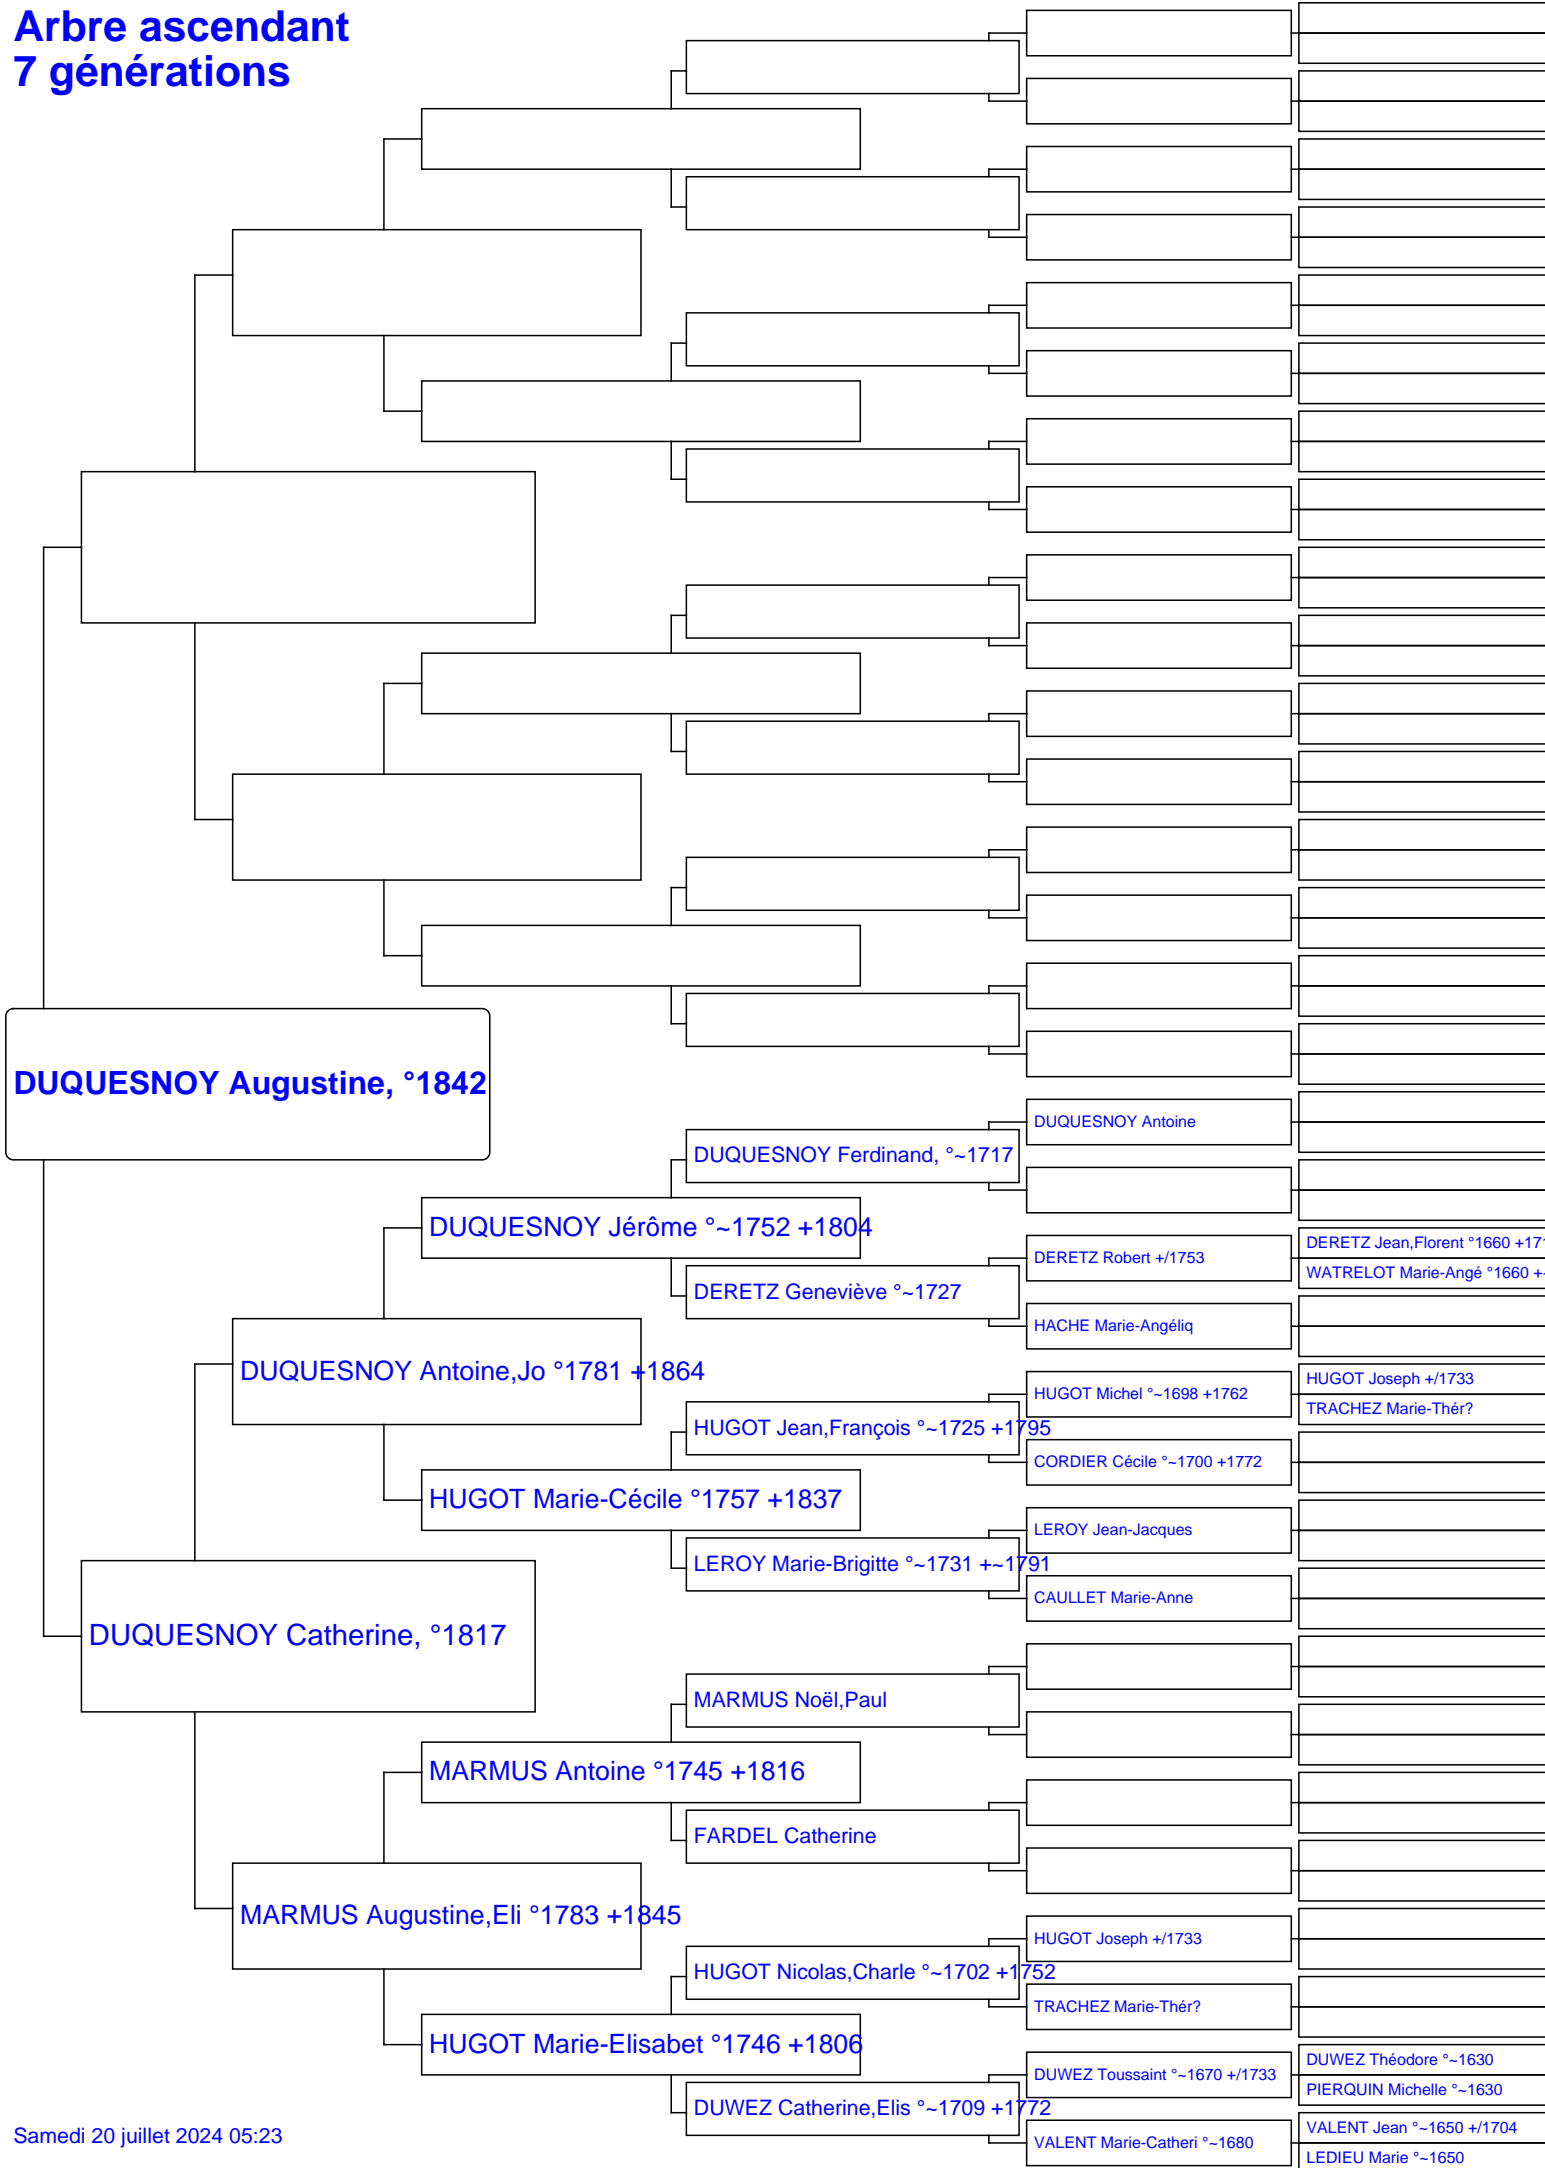 Arbre ascendant
7 générations
DUQUESNOY Augustine, °1842
DUQUESNOY Catherine, °1817
DUQUESNOY Antoine,Jo °1781 +1864
MARMUS Augustine,Eli °1783 +1845
DUQUESNOY Jérôme °~1752 +1804
HUGOT Marie-Cécile °1757 +1837
MARMUS Antoine °1745 +1816
HUGOT Marie-Elisabet °1746 +1806
DUQUESNOY Ferdinand, °~1717
DERETZ Geneviève °~1727
HUGOT Jean,François °~1725 +1795
LEROY Marie-Brigitte °~1731 +~1791
MARMUS Noël,Paul
FARDEL Catherine
HUGOT Nicolas,Charle °~1702 +1752
DUWEZ Catherine,Elis °~1709 +1772
DUQUESNOY Antoine
DERETZ Robert +/1753
HACHE Marie-Angéliq
HUGOT Michel °~1698 +1762
CORDIER Cécile °~1700 +1772
LEROY Jean-Jacques
CAULLET Marie-Anne
HUGOT Joseph +/1733
TRACHEZ Marie-Thér?
DUWEZ Toussaint °~1670 +/1733
VALENT Marie-Catheri °~1680
DERETZ Jean,Florent °1660 +171
WATRELOT Marie-Angé °1660 +~
HUGOT Joseph +/1733
TRACHEZ Marie-Thér?
DUWEZ Théodore °~1630
PIERQUIN Michelle °~1630
VALENT Jean °~1650 +/1704
LEDIEU Marie °~1650
Samedi 20 juillet 2024 05:23